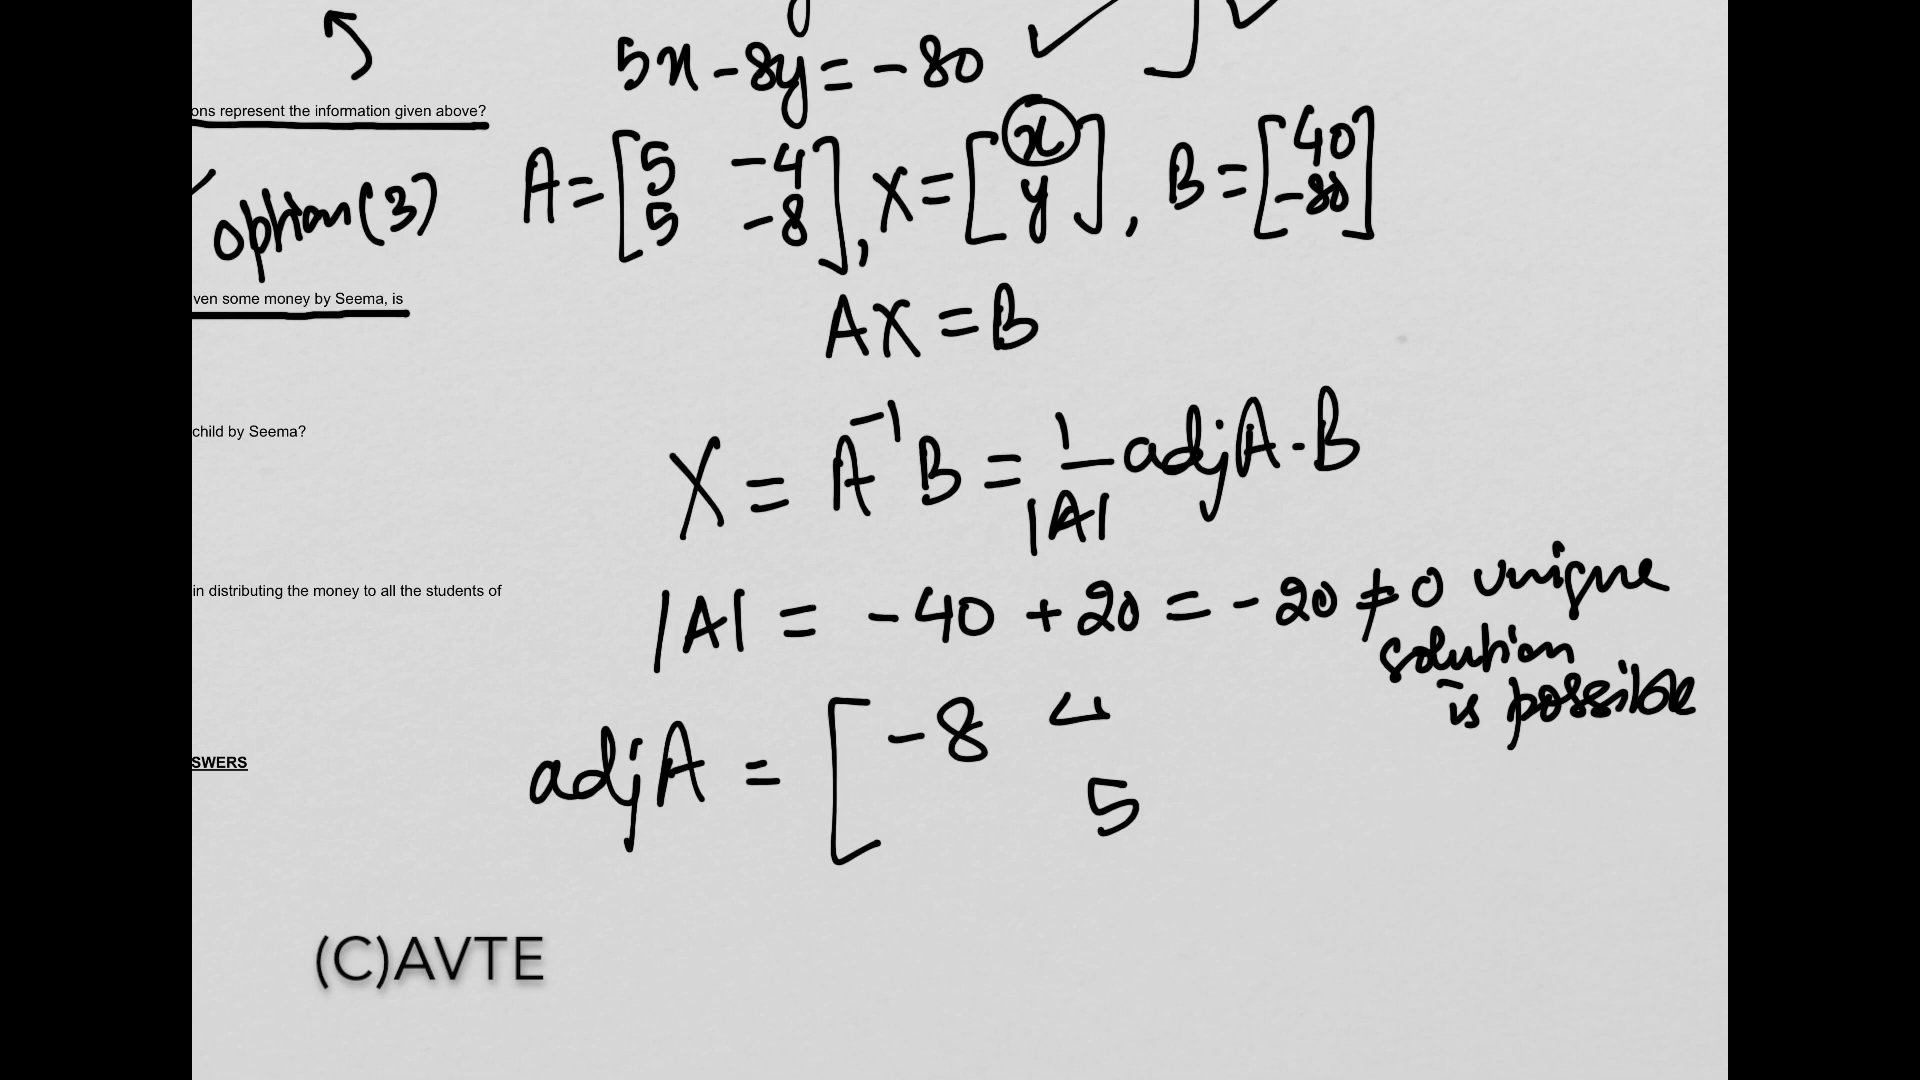 5x - 8y = - 80
ons represent the information given above?
A = [5 -4
5 -8], X = [x
y], B = [40
-80]
option (3)
ven some money by Seema, is
AX = B
child by Seema?
X = A⁻¹ B = 1/|A| adjA · B
in distributing the money to all the students of
|A| = - 40 + 20 = - 20 ≠ 0 unique
solution
is possible
adjA = [-8 4
5
SWERS
(C)AVTE